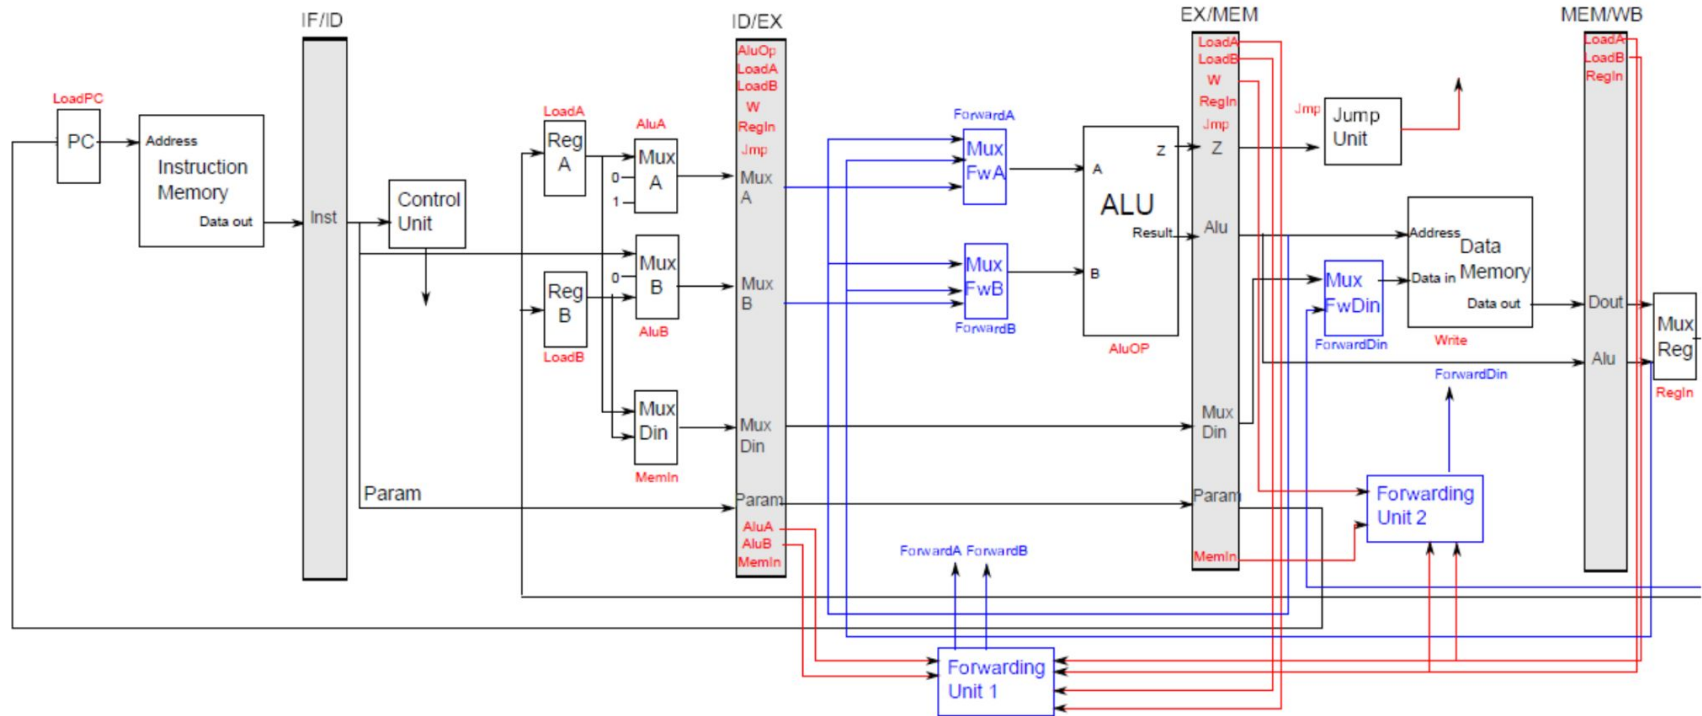 IF/ID
ID/EX
EX/MEM
MEM/WB
LoadPC
PC
Address
Instruction
Memory
Data out
Inst
Control
Unit
Param
LoadA
Reg
A
Reg
B
LoadB
AluA
Mux
A
0
1
Mux
B
0
AluB
Mux
Din
MemIn
AluOp
LoadA
LoadB
W
RegIn
Jmp
Mux
A
Mux
B
Mux
Din
Param
AluA
AluB
MemIn
ForwardA
Mux
FwA
Mux
FwB
ForwardB
ForwardA ForwardB
Forwarding
Unit 1
Z
A
ALU
Result
B
AluOP
LoadA
LoadB
W
RegIn
Jmp
Z
Alu
Mux
Din
Param
MemIn
Jmp
Jump
Unit
Address
Data
Memory
Data in
Data out
Write
Mux
FwDin
ForwardDin
ForwardDin
Forwarding
Unit 2
LoadA
LoadB
RegIn
Dout
Alu
Mux
Reg
RegIn